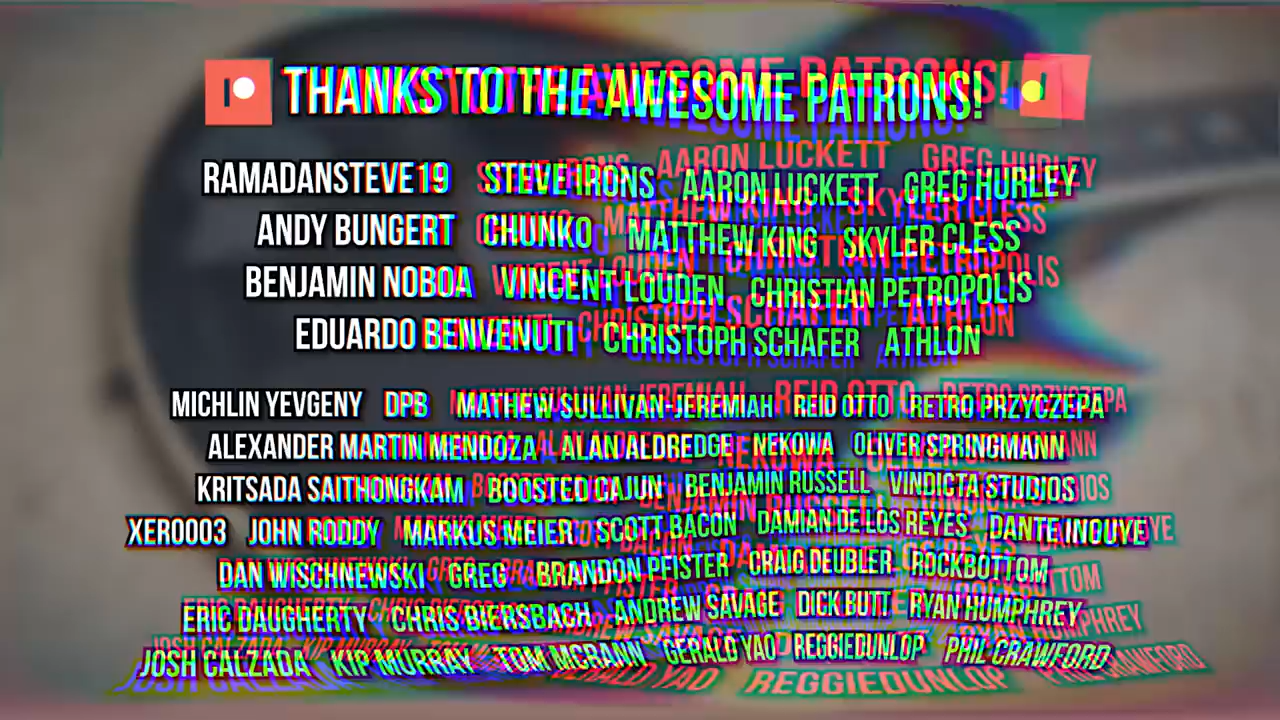 THANKS TO THE AWESOME PATRONS!
RAMADANSTEVE19 STEVE IRONS AARON LUCKETT GREG HURLEY
ANDY BUNGERT CHUNKO MATTHEW KING SKYLER CLESS
BENJAMIN NOBOA VINCENT LOUDEN CHRISTIAN PETROPOLIS
EDUARDO BENVENUTI CHRISTOPH SCHAFER ATHLON
MICHLIN YEVGENY DPB MATHEW SULLIVAN-JEREMIAH REID OTTO RETRO PRZYCZEPA
ALEXANDER MARTIN MENDOZA ALAN ALDREDGE NEKOWA OLIVER SPRINGMANN
KRITSADA SAITHONGKAM BOOSTED CAJUN BENJAMIN RUSSELL VINDICTA STUDIOS
XER0003 JOHN RODDY MARKUS MEIER SCOTT BACON DAMIAN DE LOS REYES DANTE INOUYE
DAN WISCHNEWSKI GREG BRANDON PFISTER CRAIG DEUBLER ROCKBOTTOM
ERIC DAUGHERTY CHRIS BIERSBACH ANDREW SAVAGE DICK BUTT RYAN HUMPHREY
JOSH CALZADA KIP MURRAY TOM MCRANN GERALD YAO REGGIEDUNLOP PHIL CRAWFORD